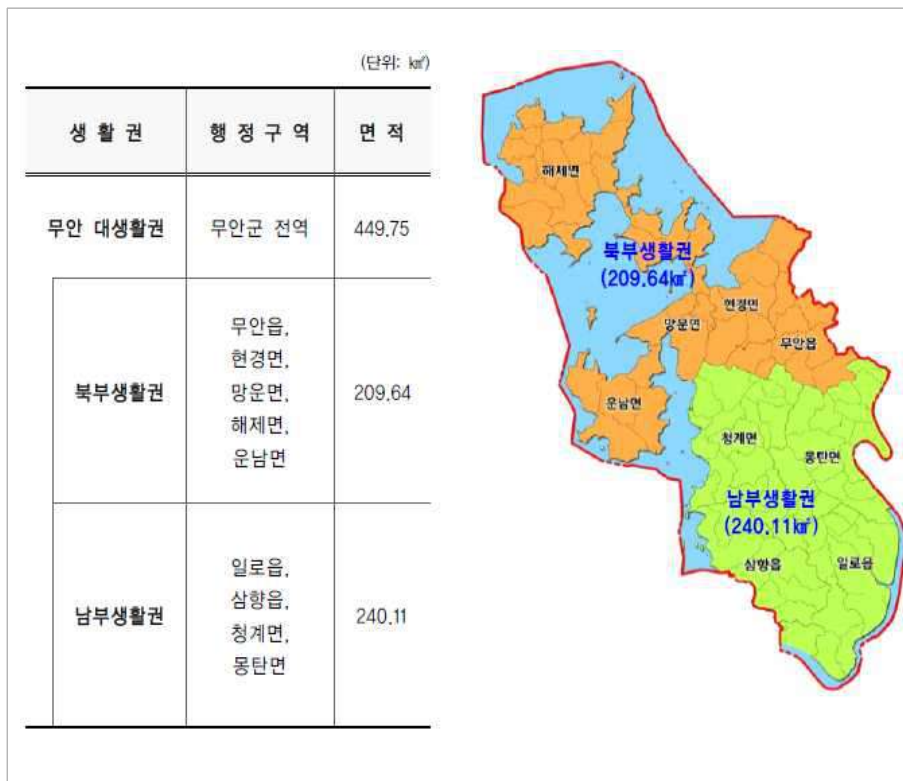 (단위: ㎢)
생 활 권 행 정 구 역 면 적
무안 대생활권 무안군 전역 449.75
북부생활권 무안읍, 현경면, 망운면, 해제면, 운남면 209.64
남부생활권 일로읍, 삼향읍, 청계면, 몽탄면 240.11
해제면
북부생활권
(209.64㎢)
현경면
망운면
무안읍
운남면
청계면
몽탄면
남부생활권
(240.11㎢)
삼향읍
일로읍